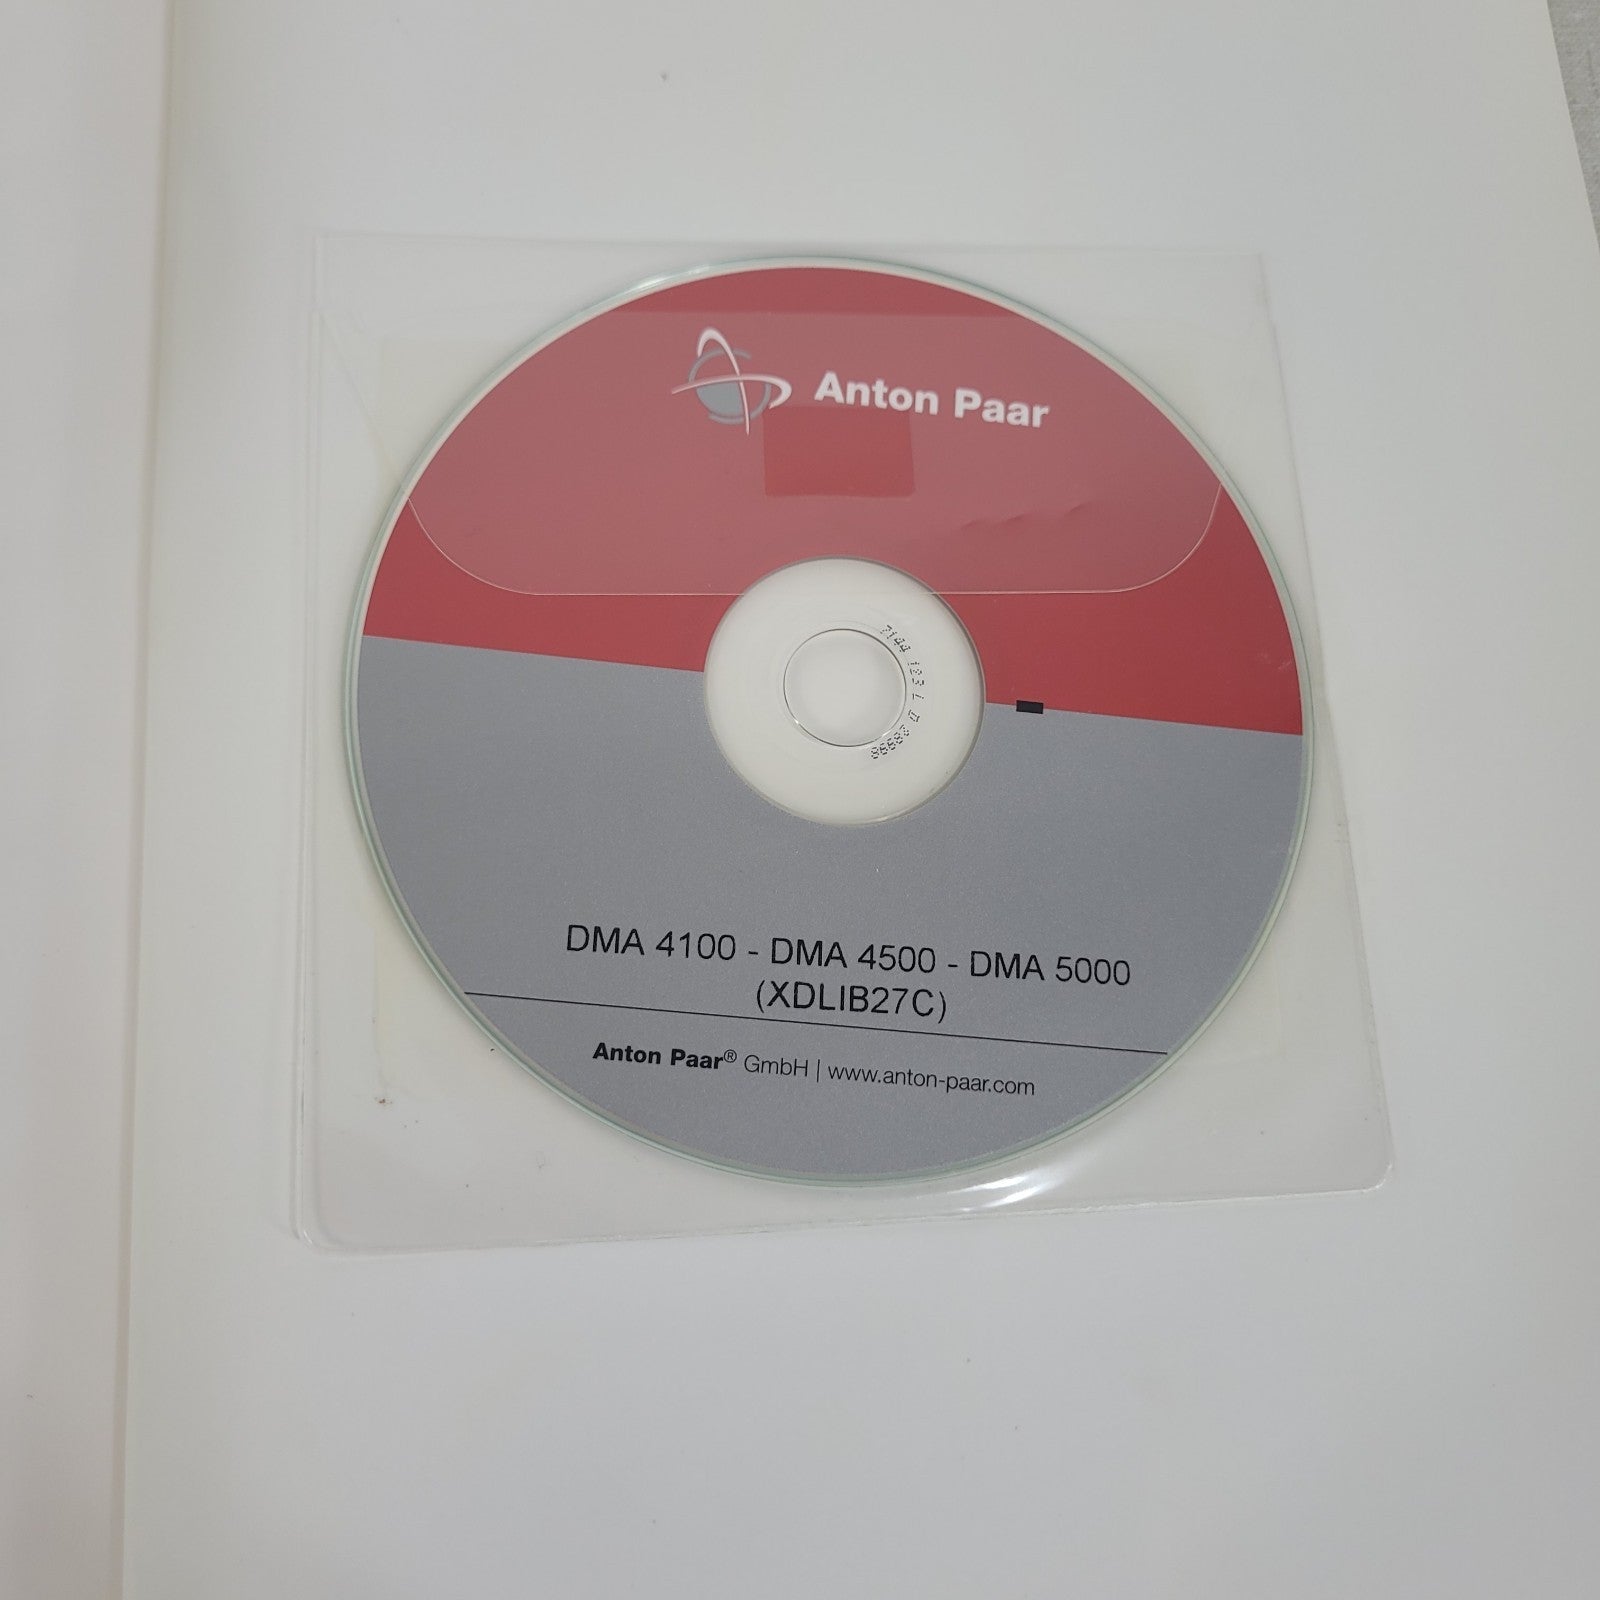 Anton Paar
DMA 4100 - DMA 4500 - DMA 5000
(XDLIB27C)
Anton Paar® GmbH | www.anton-paar.com